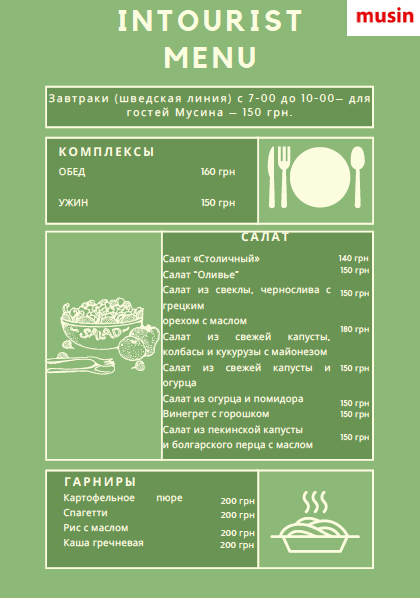 INTOURIST
musin
MENU
Завтраки (шведская линия) с 7-00 до 10-00– для
гостей Мусина – 150 грн.
КОМПЛЕКСЫ
ОБЕД 160 грн
УЖИН 150 грн
САЛАТ
Салат «Столичный» 140 грн
Салат "Оливье" 150 грн
Салат из свеклы, чернослива с 150 грн
грецким
орехом с маслом
Салат из свежей капусты, 180 грн
колбасы и кукурузы с майонезом
Салат из свежей капусты и 150 грн
огурца
Салат из огурца и помидора 150 грн
Винегрет с горошком 150 грн
Салат из пекинской капусты 150 грн
и болгарского перца с маслом
SALAD
ГАРНИРЫ
Картофельное пюре 200 грн
Спагетти 200 грн
Рис с маслом 200 грн
Каша гречневая 200 грн